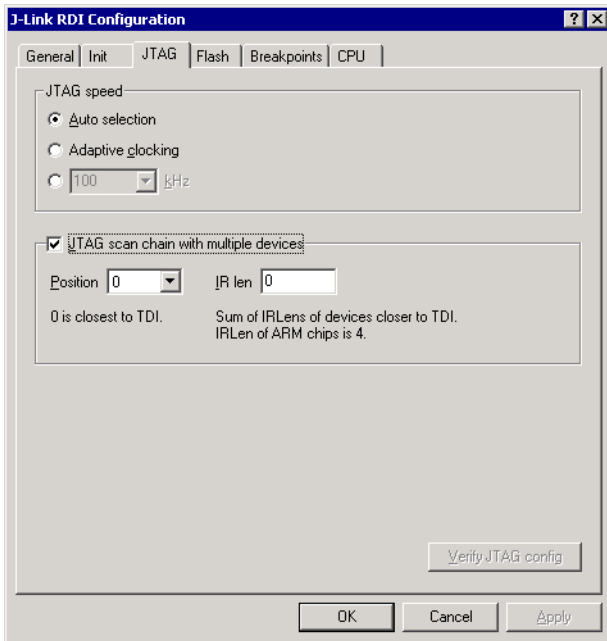 J-Link RDI Configuration
General Init JTAG Flash Breakpoints CPU
JTAG speed
Auto selection
Adaptive clocking
100 kHz
JTAG scan chain with multiple devices
Position 0 IR len 0
0 is closest to TDI. Sum of IRLens of devices closer to TDI.
IRLen of ARM chips is 4.
Verify JTAG config
OK Cancel Apply